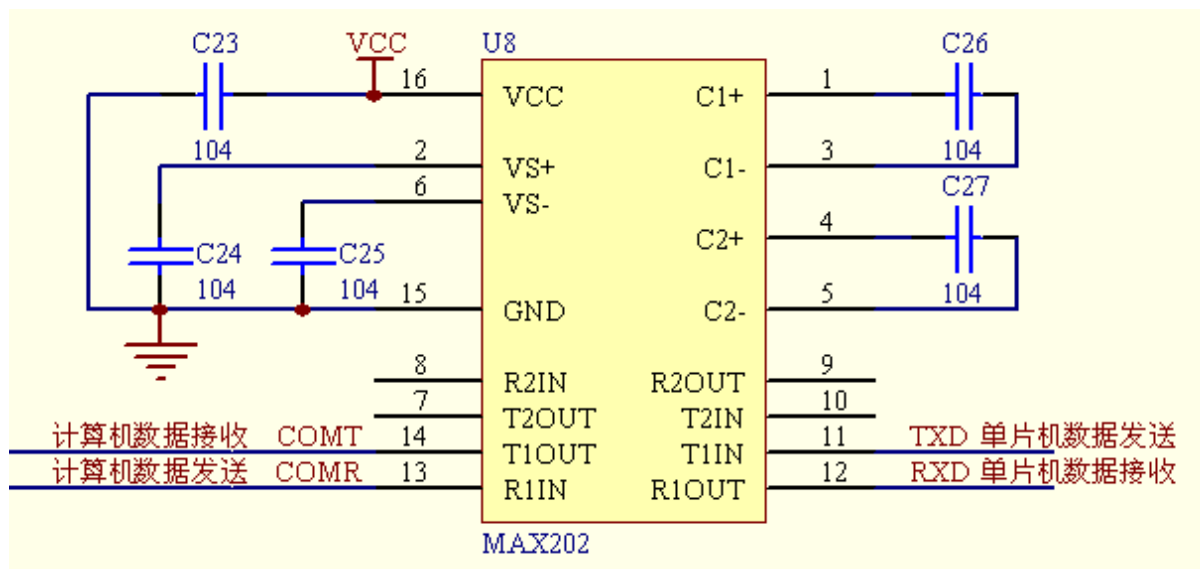 C23
VCC
U8
C26
16
VCC
C1+
1
104
104
2
VS+
C1-
3
C27
6
VS-
C24
C25
C2+
4
104
104
104
15
GND
C2-
5
8
R2IN
R2OUT
9
7
T2OUT
T2IN
10
计算机数据接收 COMT
14
T1OUT
T1IN
11
TXD 单片机数据发送
计算机数据发送 COMR
13
R1IN
R1OUT
12
RXD 单片机数据接收
MAX202